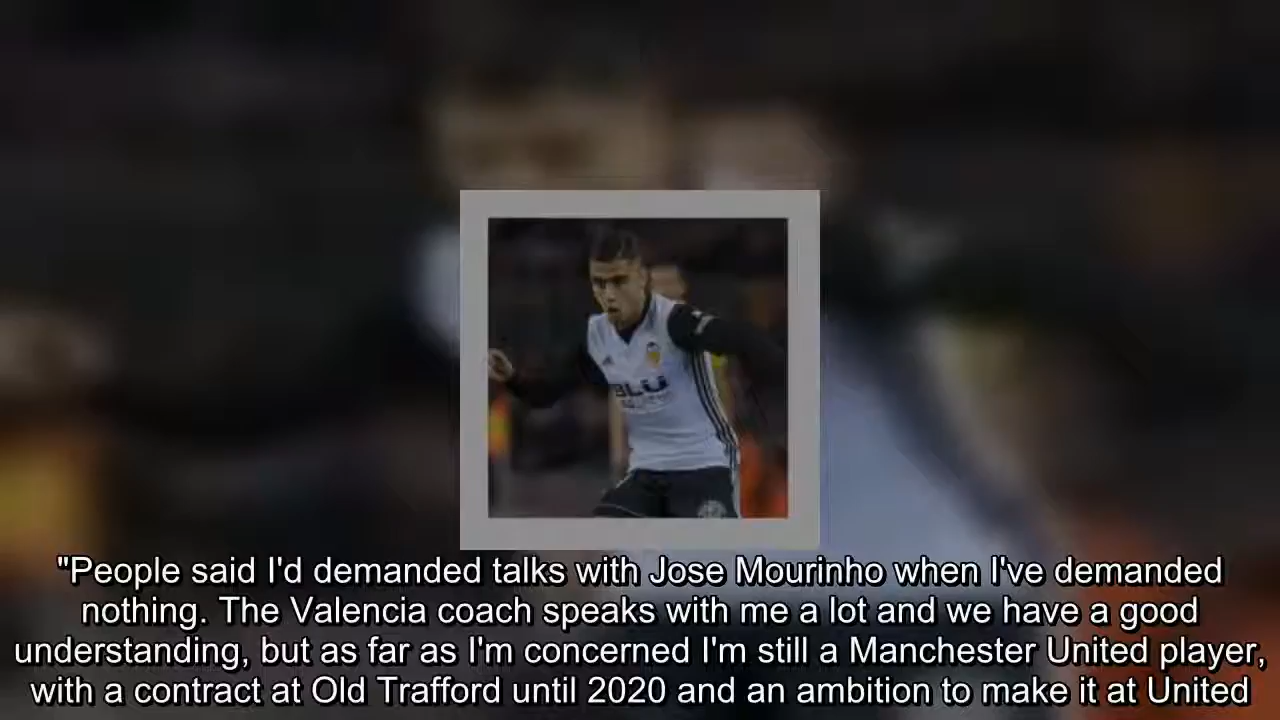 BLU
"People said I'd demanded talks with Jose Mourinho when I've demanded
nothing. The Valencia coach speaks with me a lot and we have a good
understanding, but as far as I'm concerned I'm still a Manchester United player,
with a contract at Old Trafford until 2020 and an ambition to make it at United